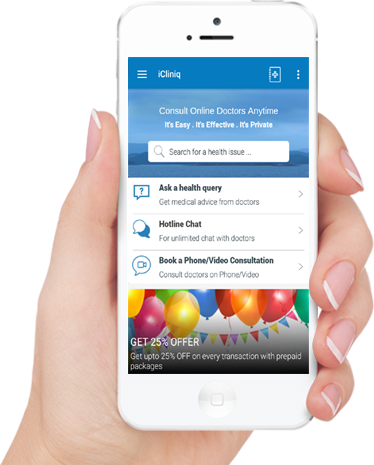 iCliniq
Consult Online Doctors Anytime
It's Easy . It's Effective . It's Private
Search for a health issue ...
Ask a health query
Get medical advice from doctors
Hotline Chat
For unlimited chat with doctors
Book a Phone/Video Consultation
Consult doctors on Phone/Video
GET 25% OFFER
Get upto 25% OFF on every transaction with prepaid
packages